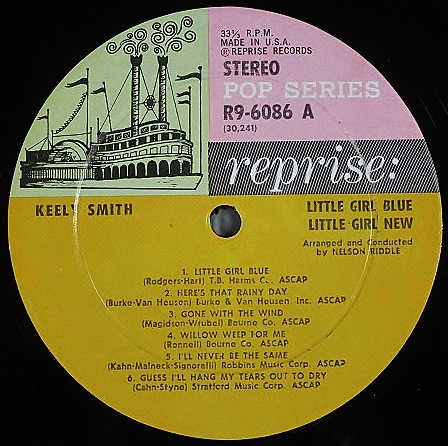 33⅓ R.P.M.
MADE IN U.S.A.
Ⓡ REPRISE RECORDS
STEREO
POP SERIES
R9-6086 A
(30,241)
reprise:
KEELY SMITH
LITTLE GIRL BLUE
LITTLE GIRL NEW
Arranged and Conducted
by NELSON RIDDLE
1. LITTLE GIRL BLUE
(Rodgers-Hart) T.B. Harms Co. ASCAP
2. HERE'S THAT RAINY DAY
(Burke-Van Heusen) Burke & Van Heusen, Inc. ASCAP
3. GONE WITH THE WIND
(Magidson-Wrubel) Bourne Co. ASCAP
4. WILLOW WEEP FOR ME
(Ronnell) Bourne Co. ASCAP
5. I'LL NEVER BE THE SAME
(Kahn-Malneck-Signorelli) Robbins Music Corp. ASCAP
6. GUESS I'LL HANG MY TEARS OUT TO DRY
(Cahn-Styne) Stratford Music Corp. ASCAP